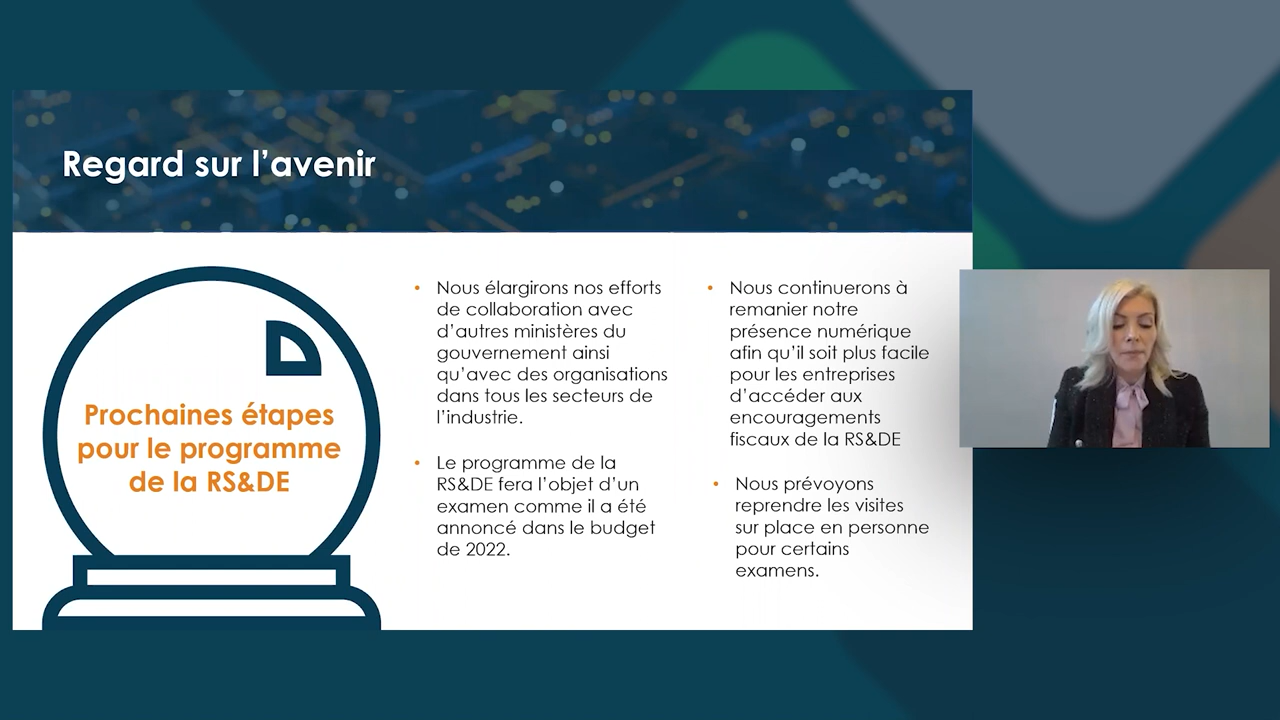 Regard sur l’avenir
Prochaines étapes
pour le programme
de la RS&DE
• Nous élargirons nos efforts
de collaboration avec
d’autres ministères du
gouvernement ainsi
qu’avec des organisations
dans tous les secteurs de
l’industrie.
• Le programme de la
RS&DE fera l’objet d’un
examen comme il a été
annoncé dans le budget
de 2022.
• Nous continuerons à
remanier notre
présence numérique
afin qu’il soit plus facile
pour les entreprises
d’accéder aux
encouragements
fiscaux de la RS&DE
• Nous prévoyons
reprendre les visites
sur place en personne
pour certains
examens.